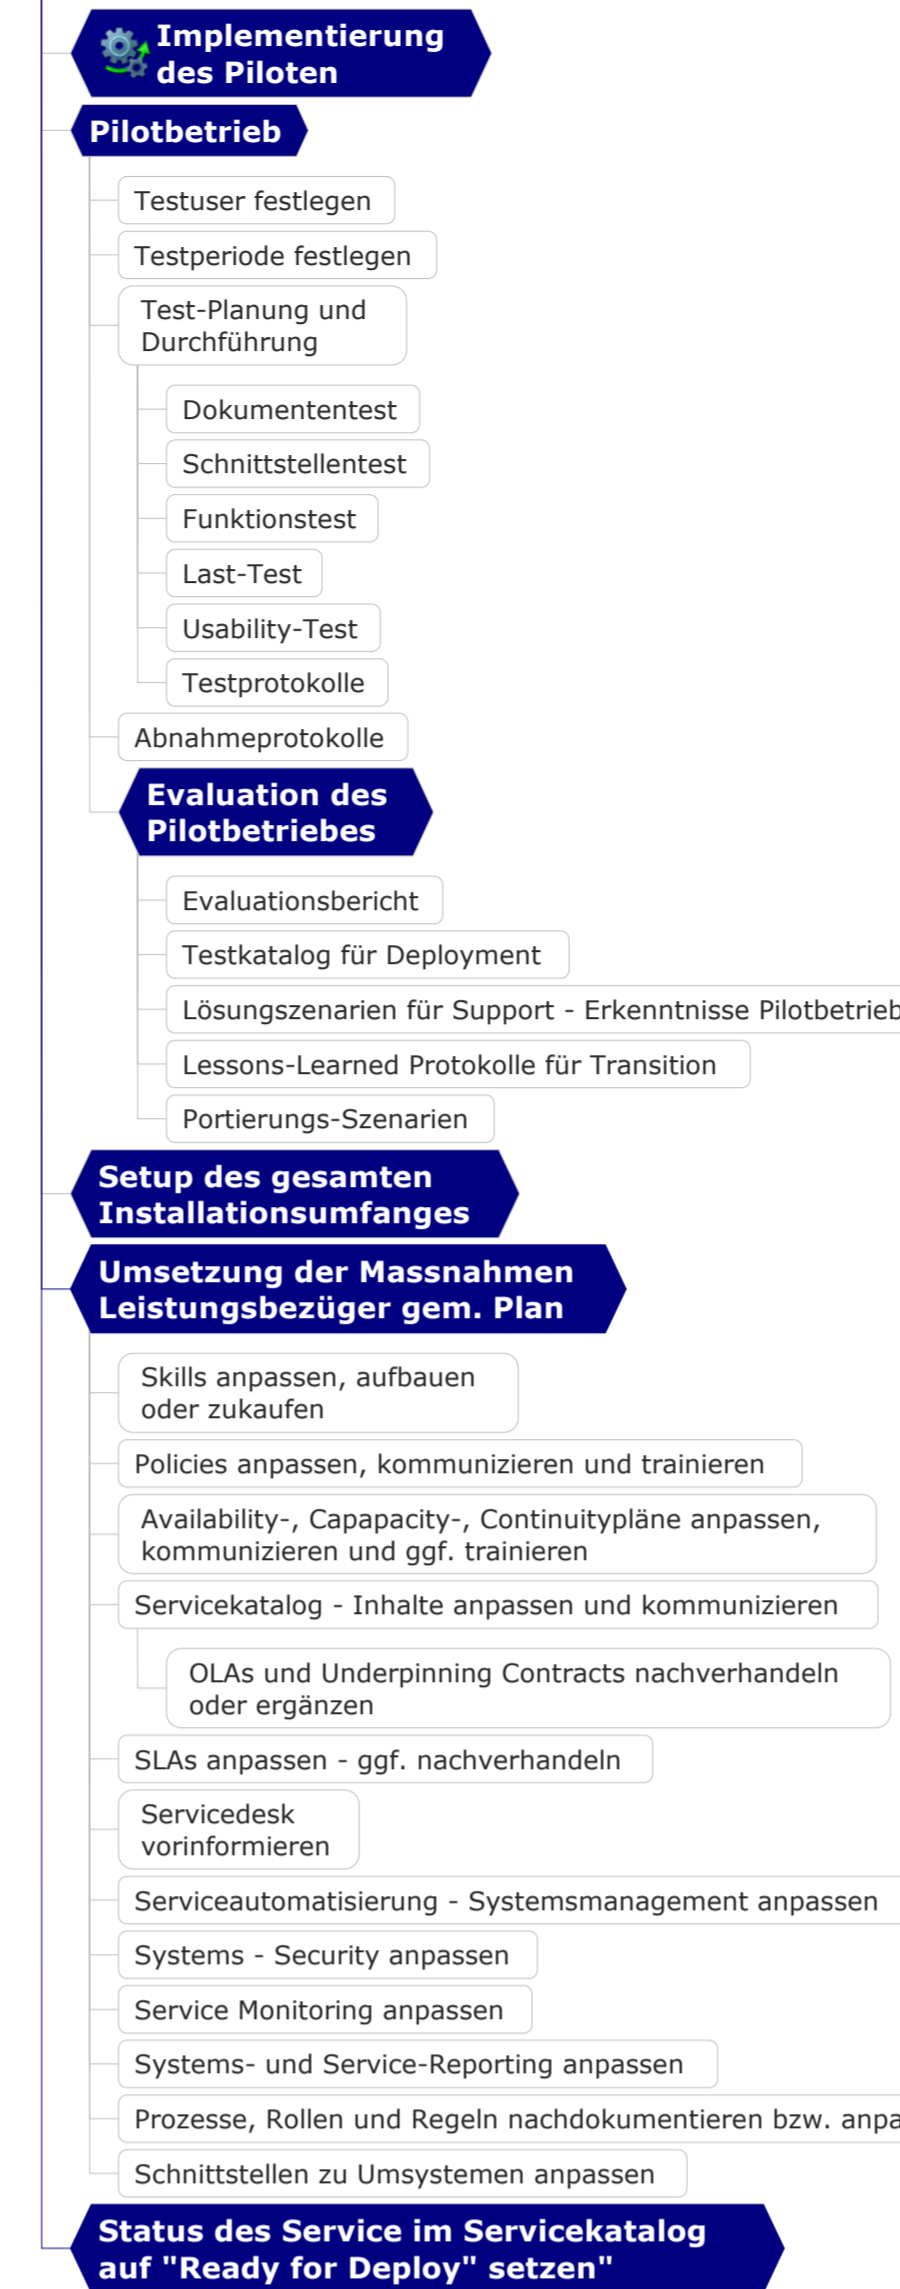 Implementierung
des Piloten
Pilotbetrieb
Testuser festlegen
Testperiode festlegen
Test-Planung und
Durchführung
Dokumententest
Schnittstellentest
Funktionstest
Last-Test
Usability-Test
Testprotokolle
Abnahmeprotokolle
Evaluation des
Pilotbetriebes
Evaluationsbericht
Testkatalog für Deployment
Lösungszenarien für Support - Erkenntnisse Pilotbetrieb
Lessons-Learned Protokolle für Transition
Portierungs-Szenarien
Setup des gesamten
Installationsumfanges
Umsetzung der Massnahmen
Leistungsbezüger gem. Plan
Skills anpassen, aufbauen
oder zukaufen
Policies anpassen, kommunizieren und trainieren
Availability-, Capapacity-, Continuitypläne anpassen,
kommunizieren und ggf. trainieren
Servicekatalog - Inhalte anpassen und kommunizieren
OLAs und Underpinning Contracts nachverhandeln
oder ergänzen
SLAs anpassen - ggf. nachverhandeln
Servicedesk
vorinformieren
Serviceautomatisierung - Systemsmanagement anpassen
Systems - Security anpassen
Service Monitoring anpassen
Systems- und Service-Reporting anpassen
Prozesse, Rollen und Regeln nachdokumentieren bzw. anpa
Schnittstellen zu Umsystemen anpassen
Status des Service im Servicekatalog
auf "Ready for Deploy" setzen"